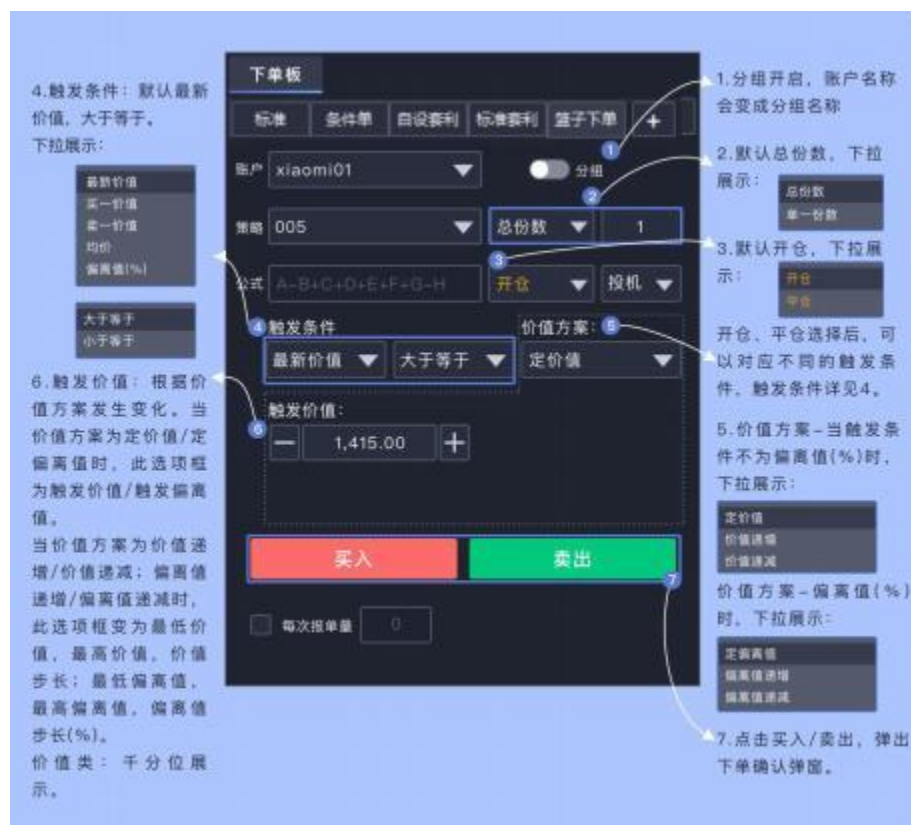 4.触发条件：默认最新
价值，大于等于。
下拉展示：
最新价值
买一价值
卖一价值
均价
偏离值(%)
大于等于
小于等于
6.触发价值：根据价
值方案发生变化。当
价值方案为定价值/定
偏离值时，此选项框
为触发价值/触发偏离
值。
当价值方案为价值递
增/价值递减；偏离值
递增/偏离值递减时，
此选项框变为最低价
值，最高价值，价值
步长；最低偏离值，
最高偏离值，偏离值
步长(%)。
价值类：千分位展
示。
下单板
标准 条件单 自设套利 标准套利 篮子下单 +
1
账户 xiaomi01 分组
2
策略 005 总份数 1
3
公式 A-B+C+D+E+F+G-H 开仓 投机
4 触发条件 价值方案： 5
最新价值 大于等于 定价值
触发价值：
6
1,415.00
买入 卖出
7
每次报单量 0
1.分组开启，账户名称
会变成分组名称
2.默认总份数，下拉
展示：
总份数
单一份数
3.默认开仓，下拉展
示：
开仓
平仓
开仓、平仓选择后，可
以对应不同的触发条
件，触发条件详见4。
5.价值方案-当触发条
件不为偏离值(%)时，
下拉展示：
定价值
价值递增
价值递减
价值方案-偏离值(%)
时，下拉展示：
定偏离值
偏离值递增
偏离值递减
7.点击买入/卖出，弹出
下单确认弹窗。